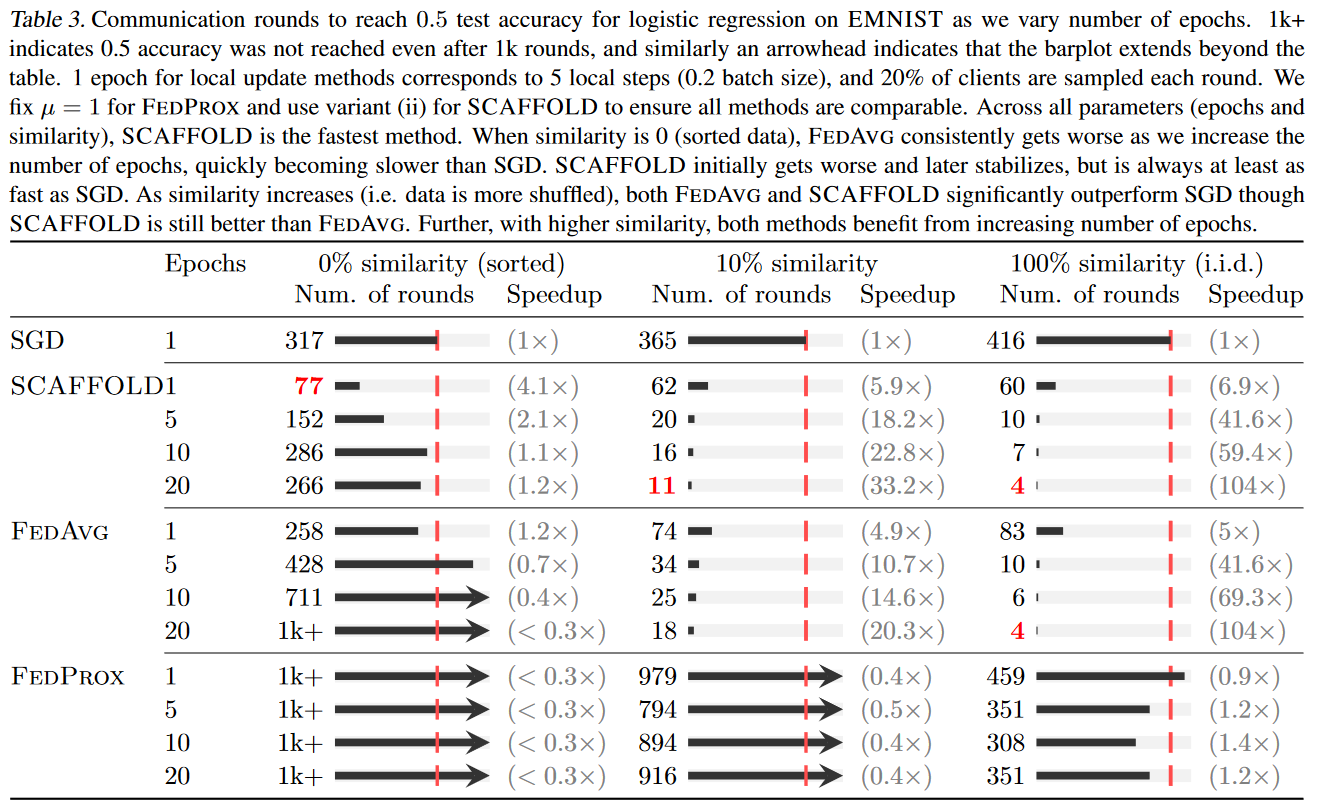 Table 3. Communication rounds to reach 0.5 test accuracy for logistic regression on EMNIST as we vary number of epochs. 1k+
indicates 0.5 accuracy was not reached even after 1k rounds, and similarly an arrowhead indicates that the barplot extends beyond the
table. 1 epoch for local update methods corresponds to 5 local steps (0.2 batch size), and 20% of clients are sampled each round. We
fix μ = 1 for FEDPROX and use variant (ii) for SCAFFOLD to ensure all methods are comparable. Across all parameters (epochs and
similarity), SCAFFOLD is the fastest method. When similarity is 0 (sorted data), FEDAVG consistently gets worse as we increase the
number of epochs, quickly becoming slower than SGD. SCAFFOLD initially gets worse and later stabilizes, but is always at least as
fast as SGD. As similarity increases (i.e. data is more shuffled), both FEDAVG and SCAFFOLD significantly outperform SGD though
SCAFFOLD is still better than FEDAVG. Further, with higher similarity, both methods benefit from increasing number of epochs.
Epochs 0% similarity (sorted) 10% similarity 100% similarity (i.i.d.)
Num. of rounds Speedup Num. of rounds Speedup Num. of rounds Speedup
SGD 1 317 (1×) 365 (1×) 416 (1×)
SCAFFOLD 1 77 (4.1×) 62 (5.9×) 60 (6.9×)
5 152 (2.1×) 20 (18.2×) 10 (41.6×)
10 286 (1.1×) 16 (22.8×) 7 (59.4×)
20 266 (1.2×) 11 (33.2×) 4 (104×)
FEDAVG 1 258 (1.2×) 74 (4.9×) 83 (5×)
5 428 (0.7×) 34 (10.7×) 10 (41.6×)
10 711 (0.4×) 25 (14.6×) 6 (69.3×)
20 1k+ (< 0.3×) 18 (20.3×) 4 (104×)
FEDPROX 1 1k+ (< 0.3×) 979 (0.4×) 459 (0.9×)
5 1k+ (< 0.3×) 794 (0.5×) 351 (1.2×)
10 1k+ (< 0.3×) 894 (0.4×) 308 (1.4×)
20 1k+ (< 0.3×) 916 (0.4×) 351 (1.2×)